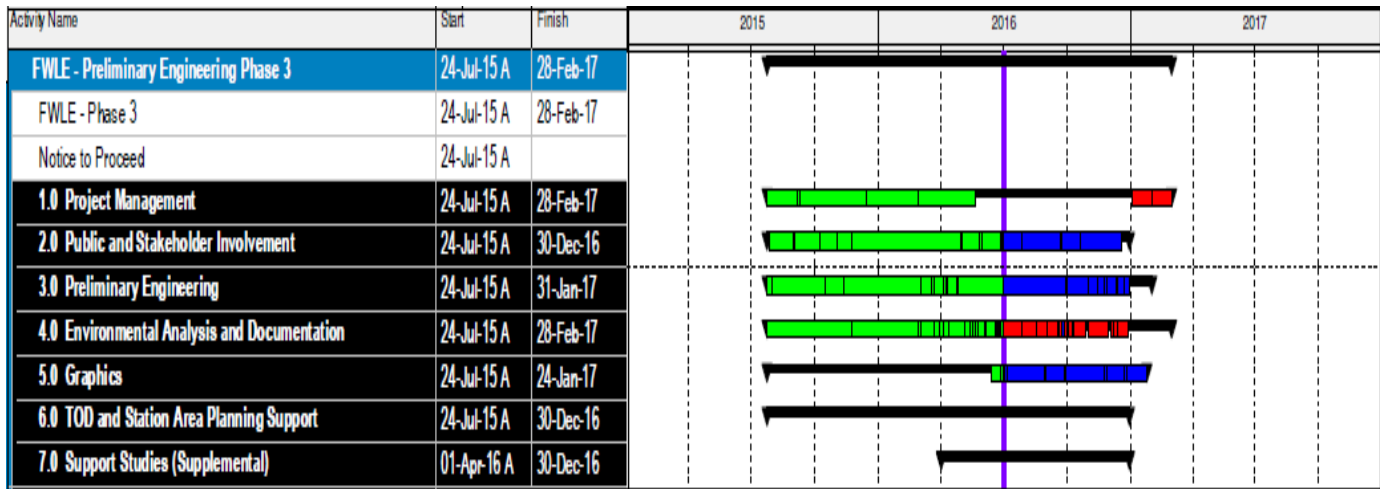 Activity Name Start Finish 2015 2016 2017
FWLE - Preliminary Engineering Phase 3 24-Jul-15 A 28-Feb-17
FWLE - Phase 3 24-Jul-15 A 28-Feb-17
Notice to Proceed 24-Jul-15 A
1.0 Project Management 24-Jul-15 A 28-Feb-17
2.0 Public and Stakeholder Involvement 24-Jul-15 A 30-Dec-16
3.0 Preliminary Engineering 24-Jul-15 A 31-Jan-17
4.0 Environmental Analysis and Documentation 24-Jul-15 A 28-Feb-17
5.0 Graphics 24-Jul-15 A 24-Jan-17
6.0 TOD and Station Area Planning Support 24-Jul-15 A 30-Dec-16
7.0 Support Studies (Supplemental) 01-Apr-16 A 30-Dec-16